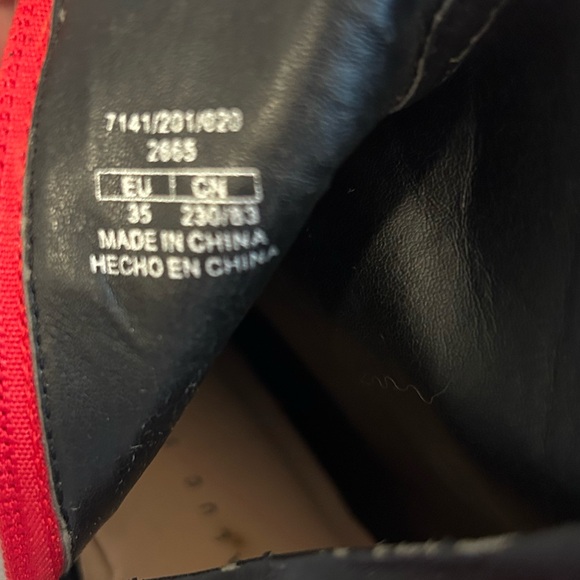 7141/201/020
2665
EU CN
35 230/83
MADE IN CHINA
HECHO EN CHINA